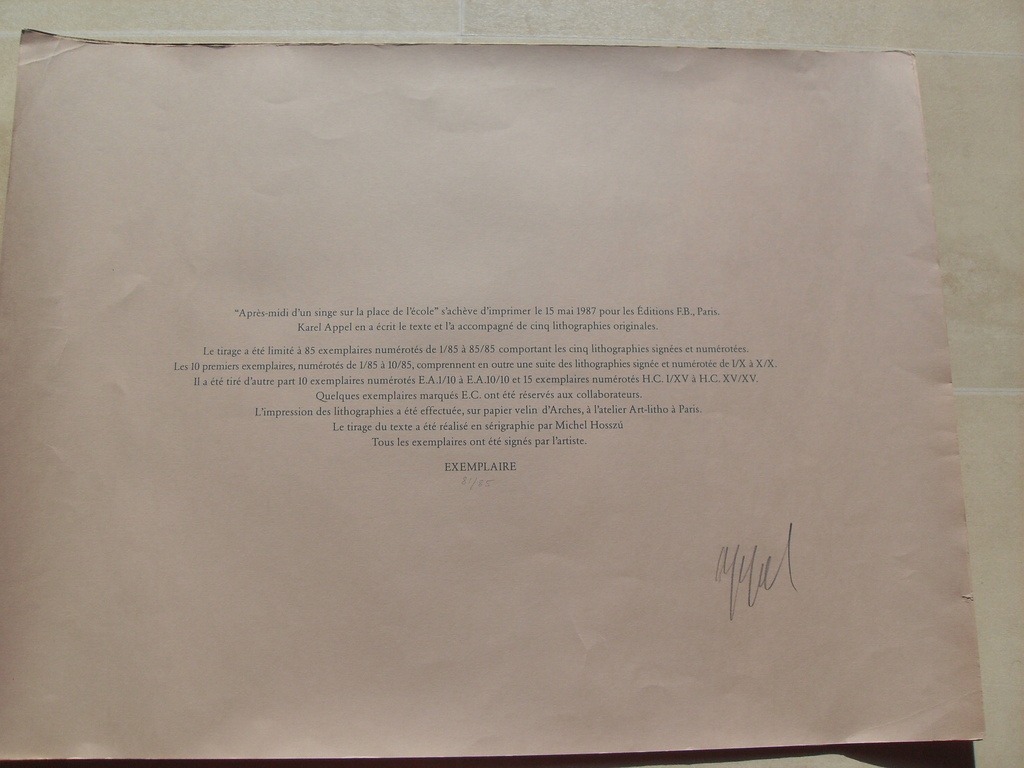 “Après-midi d’un singe sur la place de l’école” s’achève d’imprimer le 15 mai 1987 pour les Éditions F.B., Paris.
Karel Appel en a écrit le texte et l’a accompagné de cinq lithographies originales.
Le tirage a été limité à 85 exemplaires numérotés de 1/85 à 85/85 comportant les cinq lithographies signées et numérotées.
Les 10 premiers exemplaires, numérotés de 1/85 à 10/85, comprennent en outre une suite des lithographies signée et numérotée de I/X à X/X.
Il a été tiré d’autre part 10 exemplaires numérotés E.A.1/10 à E.A.10/10 et 15 exemplaires numérotés H.C. I/XV à H.C. XV/XV.
Quelques exemplaires marqués E.C. ont été réservés aux collaborateurs.
L’impression des lithographies a été effectuée, sur papier velin d’Arches, à l’atelier Art-litho à Paris.
Le tirage du texte a été réalisé en sérigraphie par Michel Hosszú
Tous les exemplaires ont été signés par l’artiste.
EXEMPLAIRE
Appel